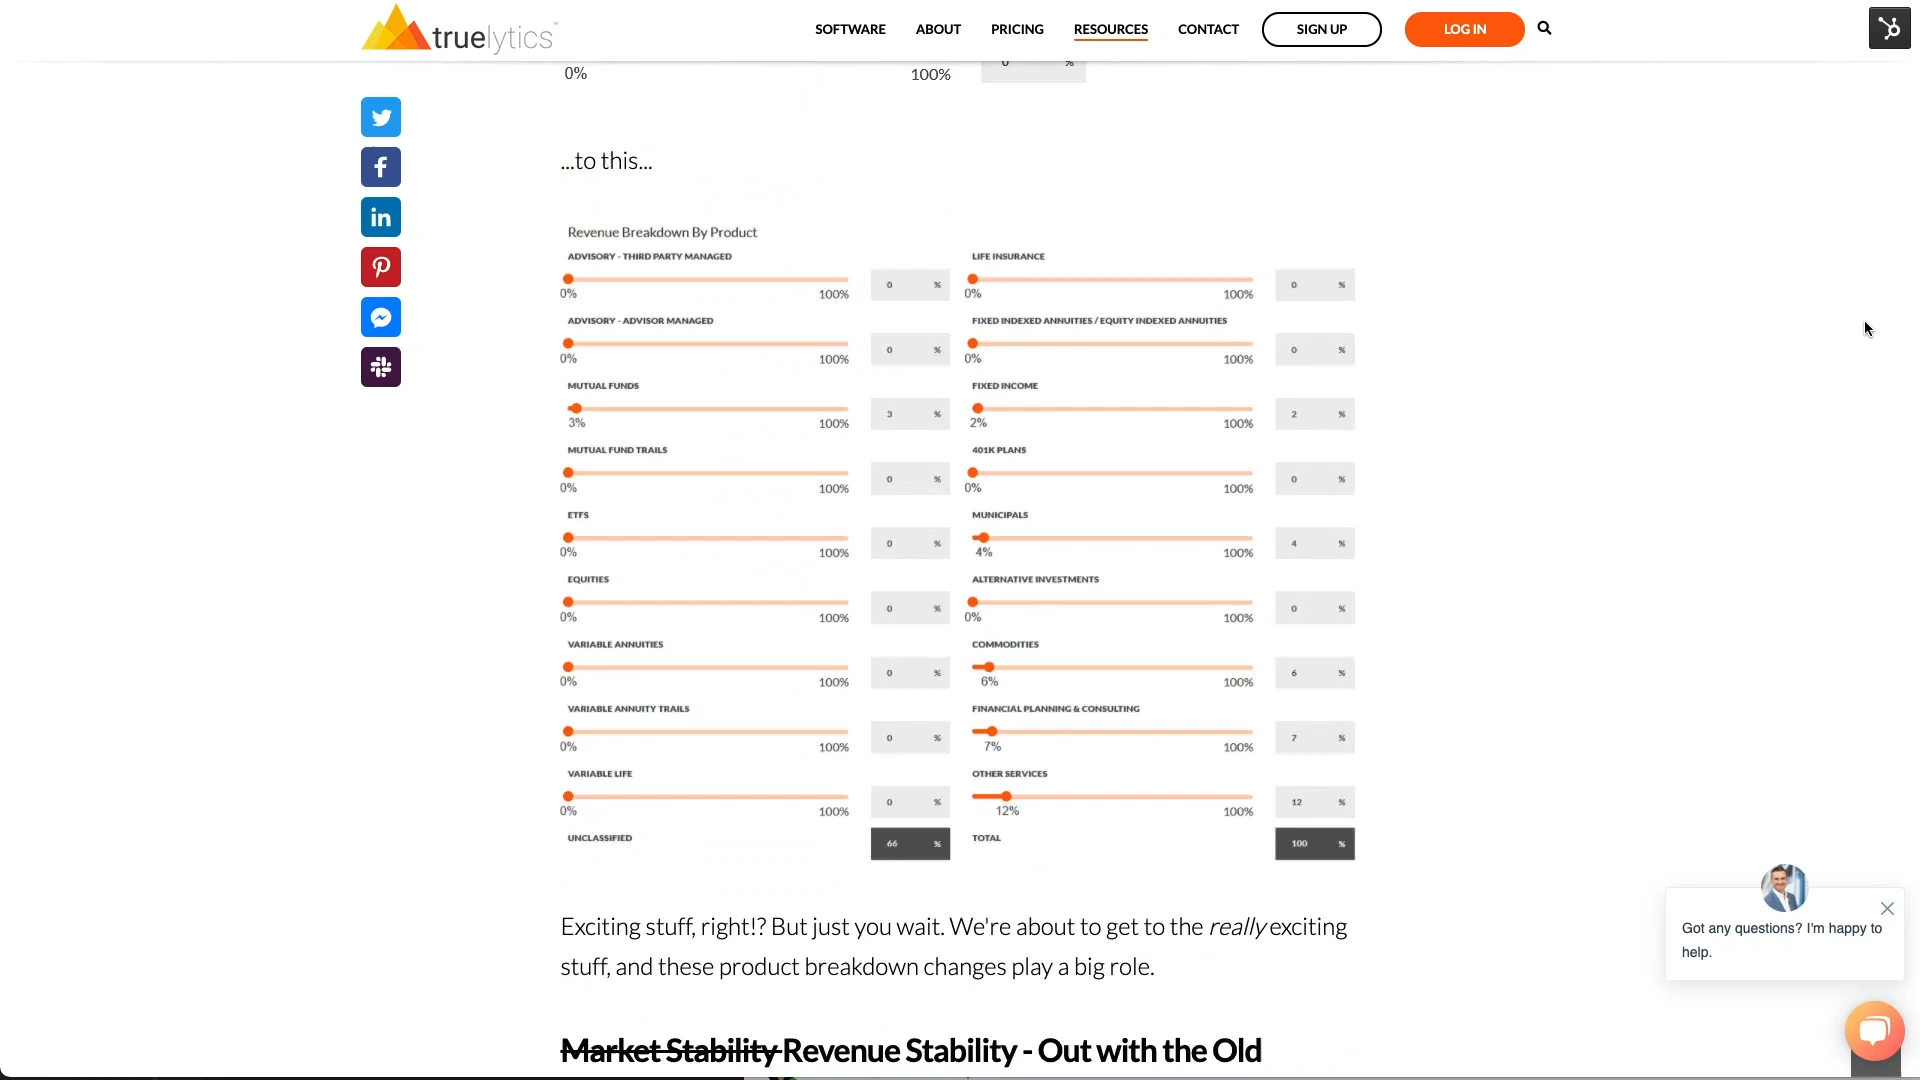 truelytics
SOFTWARE ABOUT PRICING RESOURCES CONTACT SIGN UP LOG IN
0% 100% 0 %
...to this...
Revenue Breakdown By Product
ADVISORY - THIRD PARTY MANAGED LIFE INSURANCE
0 % 0 %
0% 100% 0% 100%
ADVISORY - ADVISOR MANAGED FIXED INDEXED ANNUITIES / EQUITY INDEXED ANNUITIES
0 % 0 %
0% 100% 0% 100%
MUTUAL FUNDS FIXED INCOME
3 % 2 %
3% 100% 2% 100%
MUTUAL FUND TRAILS 401K PLANS
0 % 0 %
0% 100% 0% 100%
ETFS MUNICIPALS
0 % 4 %
0% 100% 4% 100%
EQUITIES ALTERNATIVE INVESTMENTS
0 % 0 %
0% 100% 0% 100%
VARIABLE ANNUITIES COMMODITIES
0 % 6 %
0% 100% 6% 100%
VARIABLE ANNUITY TRAILS FINANCIAL PLANNING & CONSULTING
0 % 7 %
0% 100% 7% 100%
VARIABLE LIFE OTHER SERVICES
0 % 12 %
0% 100% 12% 100%
UNCLASSIFIED 66 % TOTAL 100 %
Exciting stuff, right!? But just you wait. We're about to get to the really exciting
stuff, and these product breakdown changes play a big role.
Market Stability Revenue Stability - Out with the Old
Got any questions? I'm happy to
help.